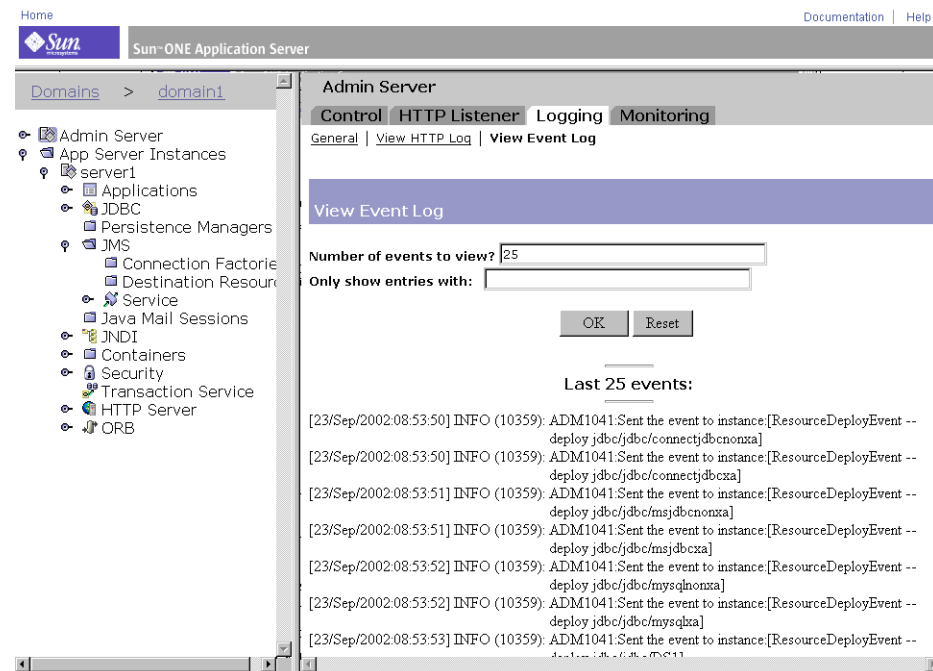 Home
Documentation | Help
Sun
microsystems
Sun ONE Application Server
Domains > domain1
Admin Server
App Server Instances
server1
Applications
JDBC
Persistence Managers
JMS
Connection Factorie
Destination Resour
Service
Java Mail Sessions
JNDI
Containers
Security
Transaction Service
HTTP Server
ORB
Admin Server
Control HTTP Listener Logging Monitoring
General | View HTTP Log | View Event Log
View Event Log
Number of events to view? 25
Only show entries with:
OK Reset
Last 25 events:
[23/Sep/2002:08:53:50] INFO (10359): ADM1041:Sent the event to instance:[ResourceDeployEvent --
deploy jdbc/jdbc/connectjdbcnonxa]
[23/Sep/2002:08:53:50] INFO (10359): ADM1041:Sent the event to instance:[ResourceDeployEvent --
deploy jdbc/jdbc/connectjdbcxa]
[23/Sep/2002:08:53:51] INFO (10359): ADM1041:Sent the event to instance:[ResourceDeployEvent --
deploy jdbc/jdbc/msjdbcnonxa]
[23/Sep/2002:08:53:51] INFO (10359): ADM1041:Sent the event to instance:[ResourceDeployEvent --
deploy jdbc/jdbc/msjdbcxa]
[23/Sep/2002:08:53:52] INFO (10359): ADM1041:Sent the event to instance:[ResourceDeployEvent --
deploy jdbc/jdbc/mysqlnonxa]
[23/Sep/2002:08:53:52] INFO (10359): ADM1041:Sent the event to instance:[ResourceDeployEvent --
deploy jdbc/jdbc/mysqlxa]
[23/Sep/2002:08:53:53] INFO (10359): ADM1041:Sent the event to instance:[ResourceDeployEvent --
deploy jdbc/jdbc/DS1]